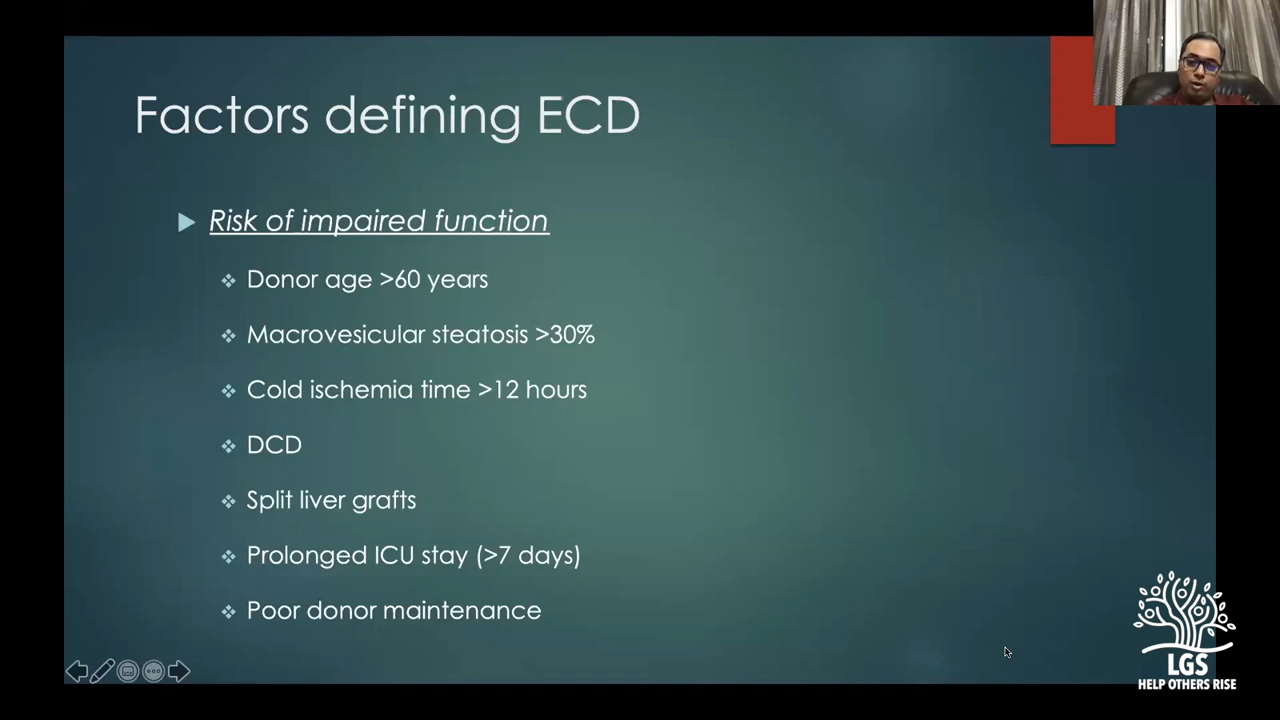 Factors defining ECD
Risk of impaired function
Donor age >60 years
Macrovesicular steatosis >30%
Cold ischemia time >12 hours
DCD
Split liver grafts
Prolonged ICU stay (>7 days)
Poor donor maintenance
LGS
HELP OTHERS RISE